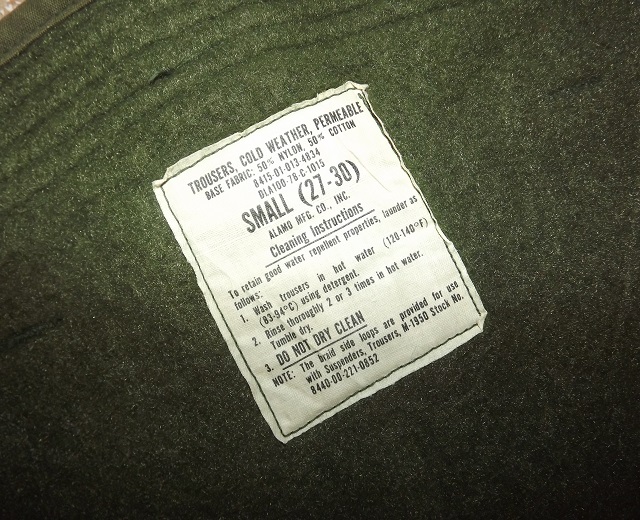 TROUSERS, COLD WEATHER, PERMEABLE
BASE FABRIC: 50% NYLON, 50% COTTON
8415-01-013-4834
DLA100-78-C-1015
SMALL (27-30)
ALAMO MFG. CO., INC.
Cleaning Instructions
To retain good water repellent properties, launder as
follows:
1. Wash trousers in hot water (120-140°F)
(83-94°C) using detergent.
2. Rinse thoroughly 2 or 3 times in hot water.
Tumble dry.
3. DO NOT DRY CLEAN
NOTE: The braid side loops are provided for use
with Suspenders, Trousers, M-1950 Stock No.
8440-00-221-0852